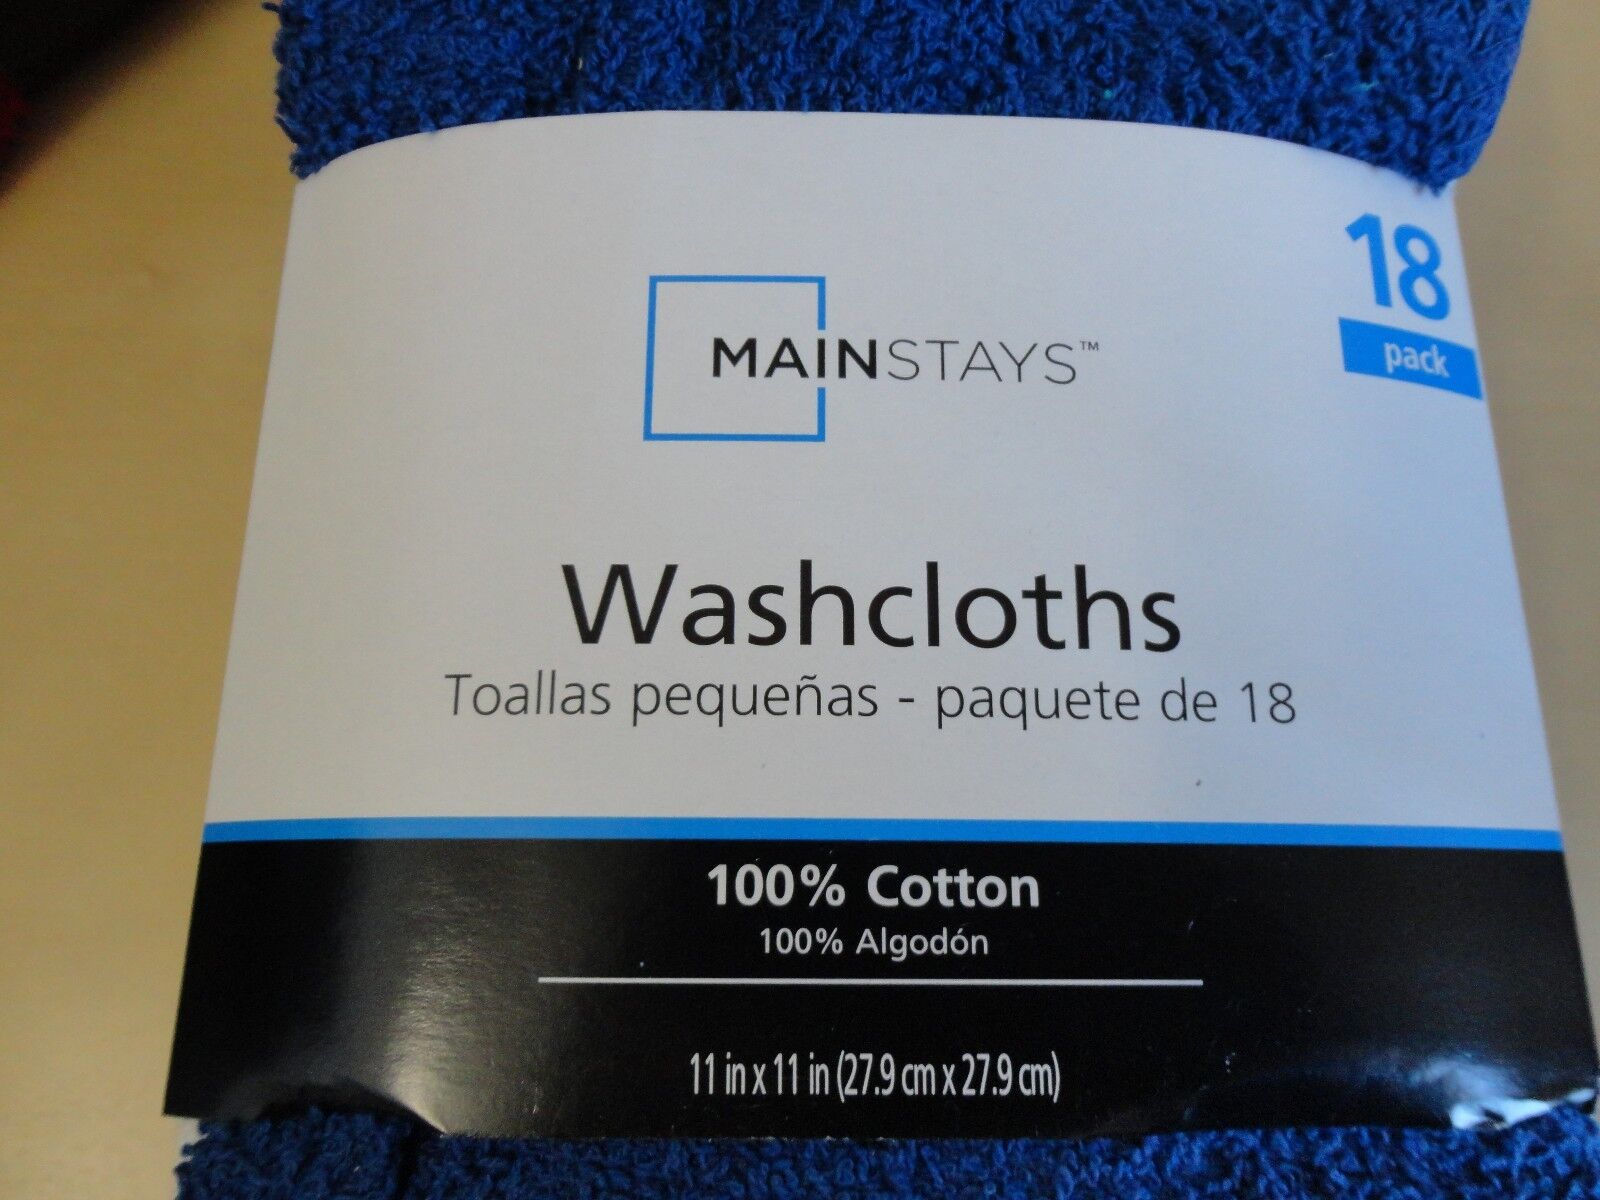 18
pack
MAINSTAYS™
Washcloths
Toallas pequeñas - paquete de 18
100% Cotton
100% Algodón
11 in x 11 in (27.9 cm x 27.9 cm)